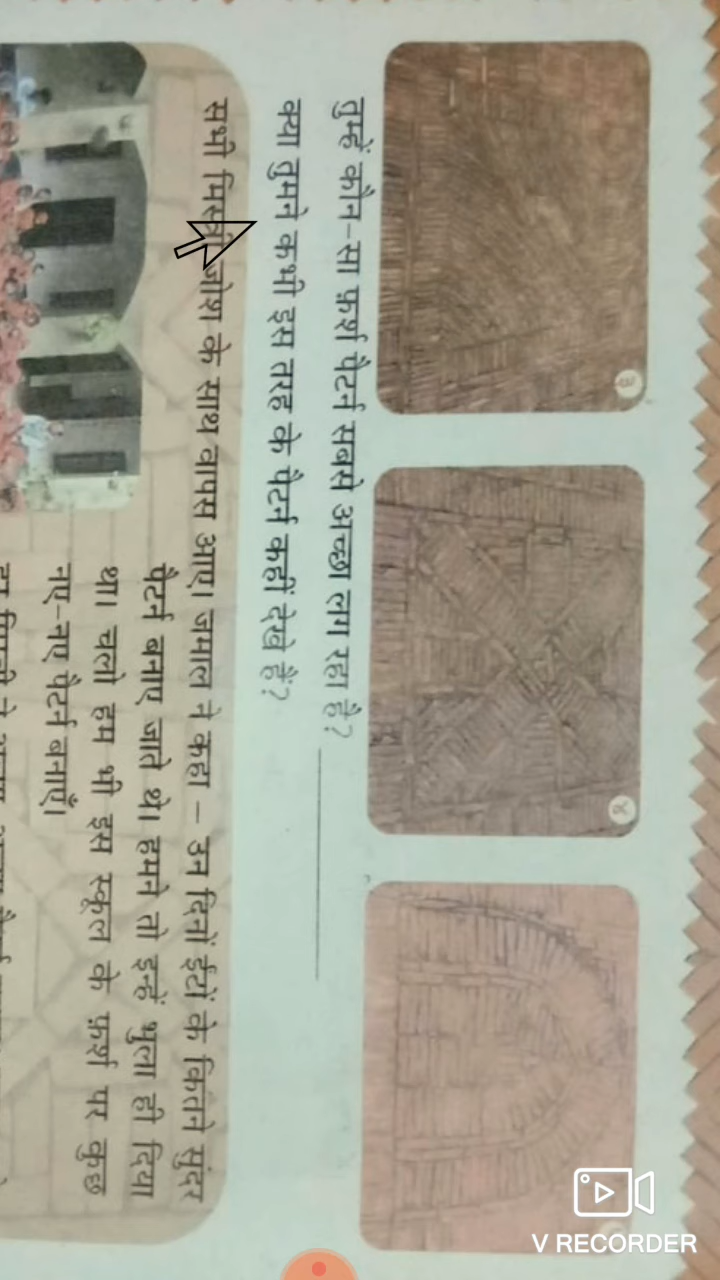 तुम्हें कौन-सा फ़र्श पैटर्न सबसे अच्छा लग रहा है?
क्या तुमने कभी इस तरह के पैटर्न कहीं देखे हैं?
सभी मिस्त्री जोश के साथ वापस आए। जमाल ने कहा – उन दिनों ईंटों के कितने सुंदर
पैटर्न बनाए जाते थे। हमने तो इन्हें भुला ही दिया
था। चलो हम भी इस स्कूल के फ़र्श पर कुछ
नए-नए पैटर्न बनाएँ।
V RECORDER